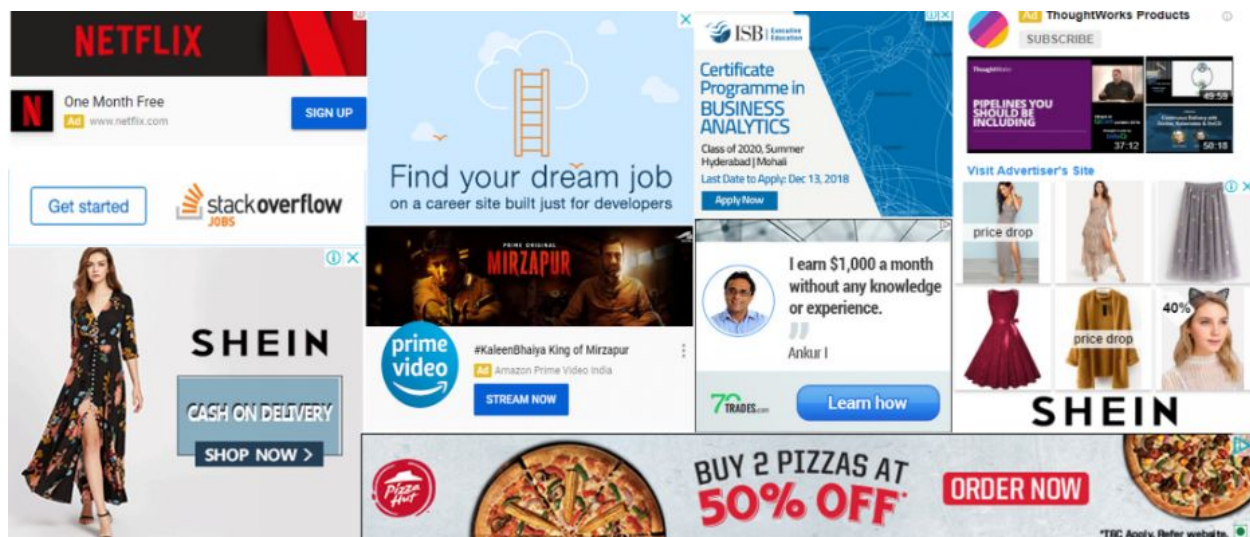 NETFLIX
One Month Free
Ad www.netflix.com
SIGN UP
Get started
stackoverflow
JOBS
SHEIN
CASH ON DELIVERY
SHOP NOW >
Find your dream job
on a career site built just for developers
PRIME ORIGINAL
MIRZAPUR
prime
video
#KaleenBhaiya King of Mirzapur
Ad Amazon Prime Video India
STREAM NOW
ISB Executive
Education
Certificate
Programme in
BUSINESS
ANALYTICS
Class of 2020, Summer
Hyderabad | Mohali
Last Date to Apply: Dec 13, 2018
Apply Now
I earn $1,000 a month
without any knowledge
or experience.
Ankur I
70TRADES.com
Learn how
Ad ThoughtWorks Products
SUBSCRIBE
ThoughtWorks
PIPELINES YOU
SHOULD BE
INCLUDING
37:12
49:59
50:18
Visit Advertiser's Site
price drop
price drop
40%
SHEIN
Pizza
Hut
BUY 2 PIZZAS AT
50% OFF*
ORDER NOW
*T&C Apply. Refer website.